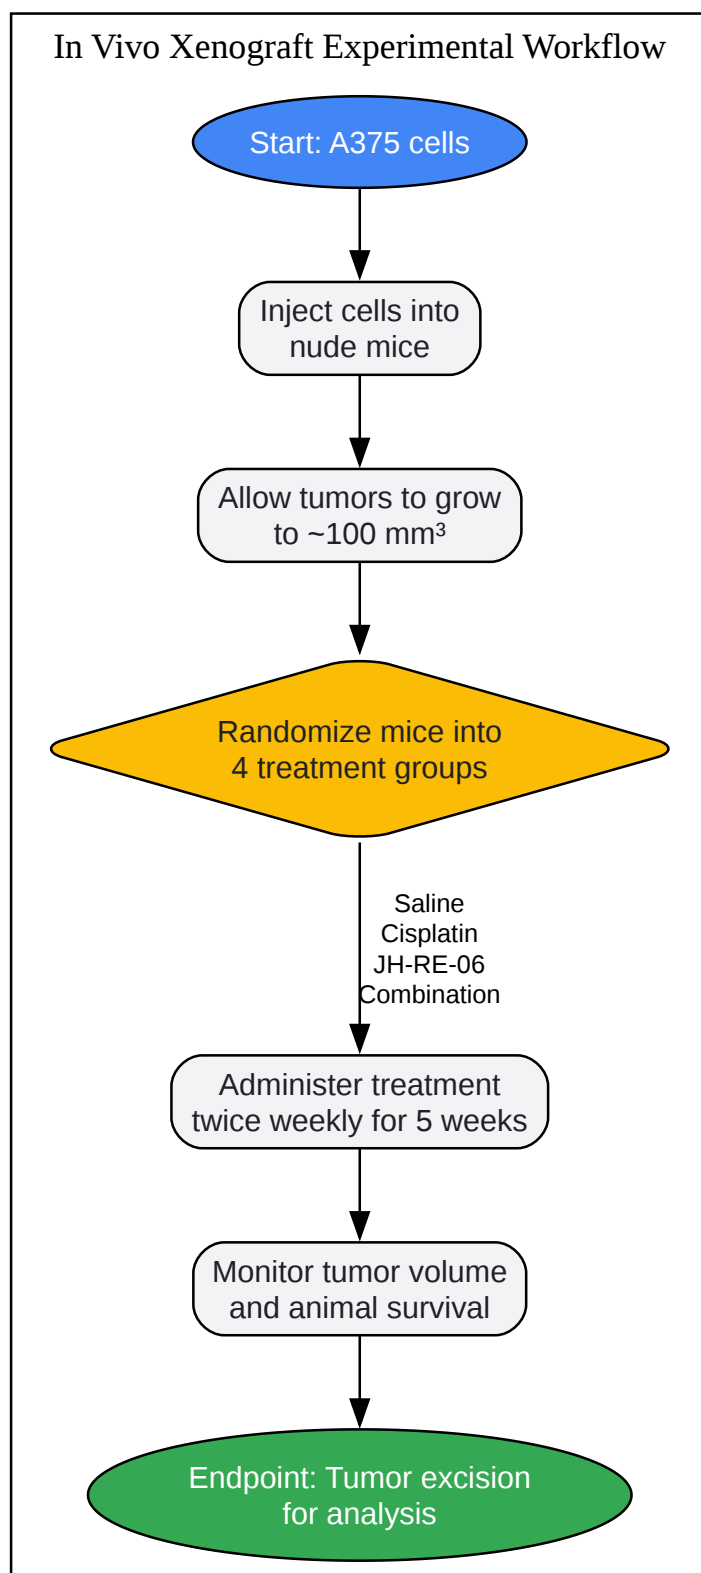 In Vivo Xenograft Experimental Workflow
Start: A375 cells
Inject cells into
nude mice
Allow tumors to grow
to ~100 mm³
Randomize mice into
4 treatment groups
Saline
Cisplatin
JH-RE-06
Combination
Administer treatment
twice weekly for 5 weeks
Monitor tumor volume
and animal survival
Endpoint: Tumor excision
for analysis